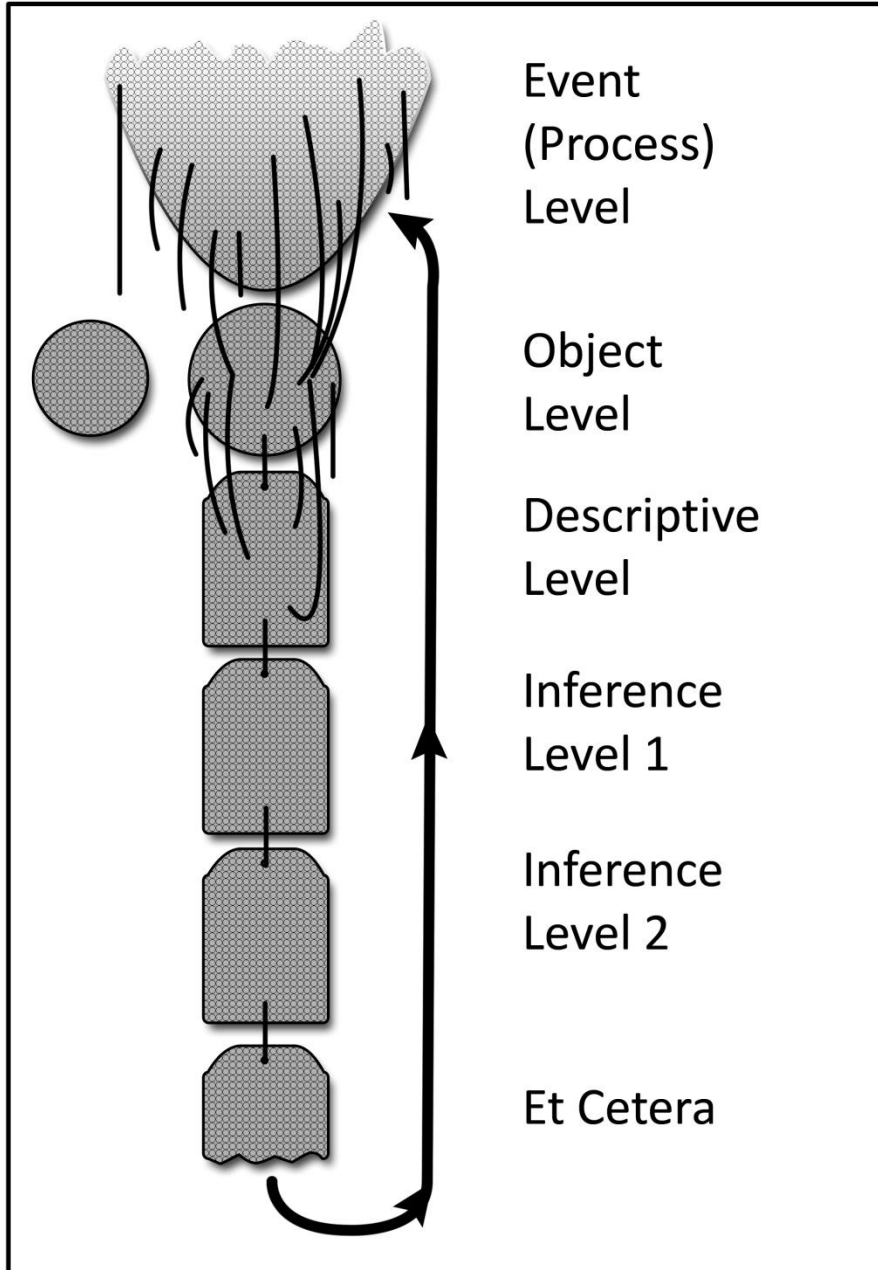 Event
(Process)
Level
Object
Level
Descriptive
Level
Inference
Level 1
Inference
Level 2
Et Cetera